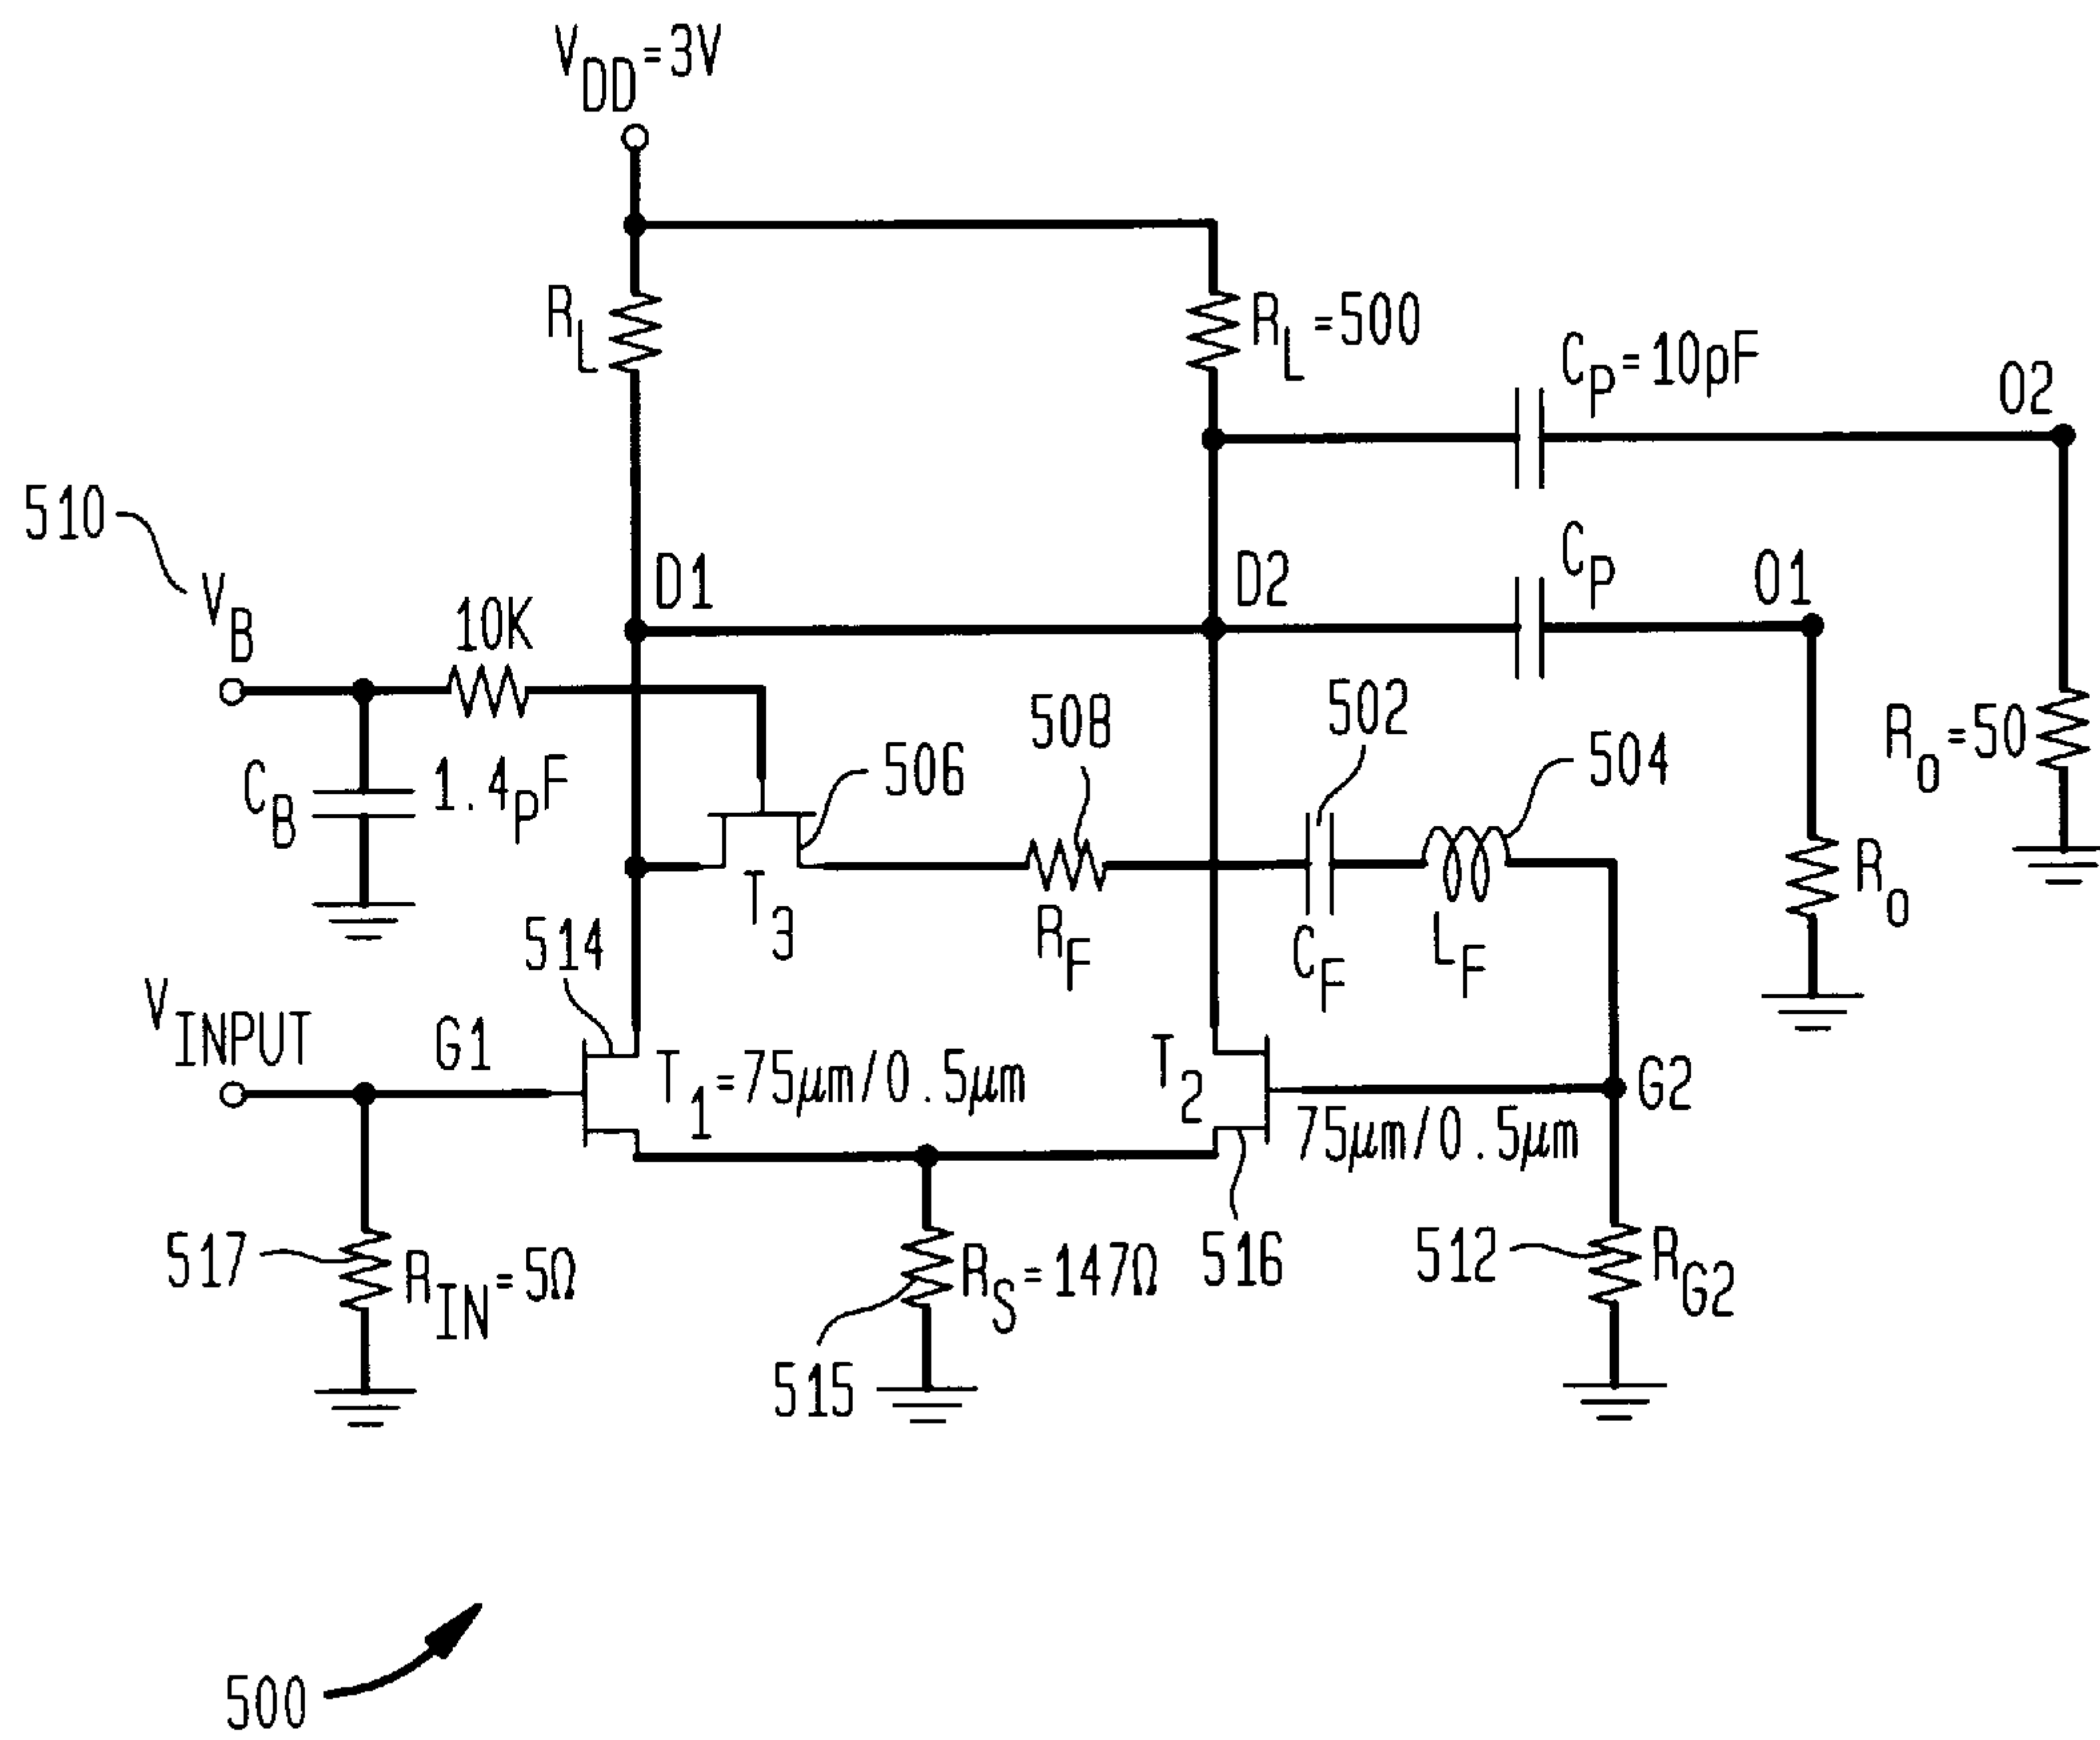 V_DD=3V
R_L
R_L=500
C_P=10pF
O2
510
V_B
10K
D1
D2
C_P
O1
C_B
1.4pF
506
508
502
504
R_O=50
R_O
T_3
R_F
C_F
L_F
514
V_INPUT
G1
T_1=75μm/0.5μm
T_2
75μm/0.5μm
G2
517
R_IN=5Ω
515
R_S=147Ω
516
512
R_G2
500